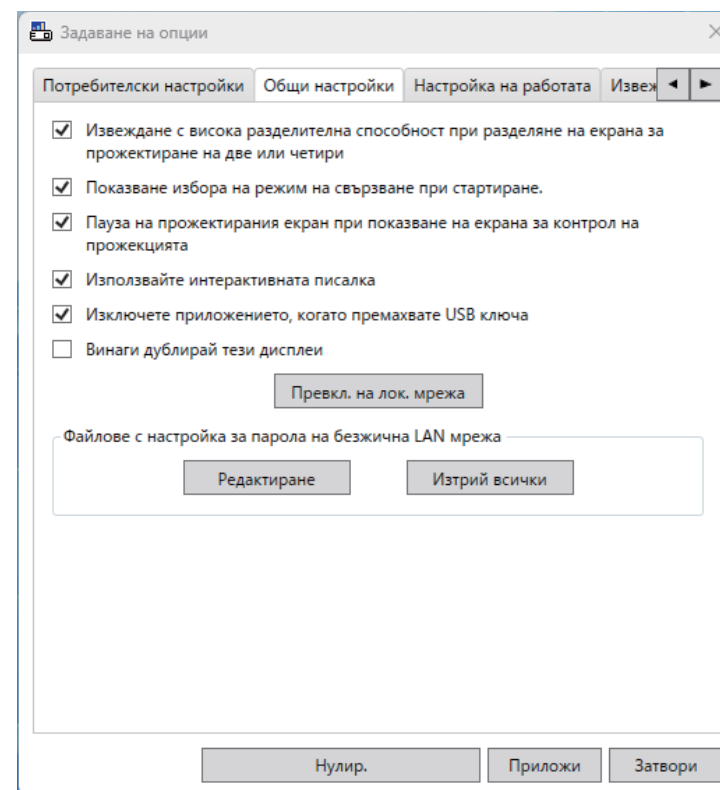 Задаване на опции
Потребителски настройки Общи настройки Настройка на работата Извеж
Извеждане с висока разделителна способност при разделяне на екрана за
прожектиране на две или четири
Показване избора на режим на свързване при стартиране.
Пауза на прожектирания екран при показване на екрана за контрол на
прожекцията
Използвайте интерактивната писалка
Изключете приложението, когато премахвате USB ключа
Винаги дублирай тези дисплеи
Превкл. на лок. мрежа
Файлове с настройка за парола на безжична LAN мрежа
Редактиране Изтрий всички
Нулир. Приложи Затвори